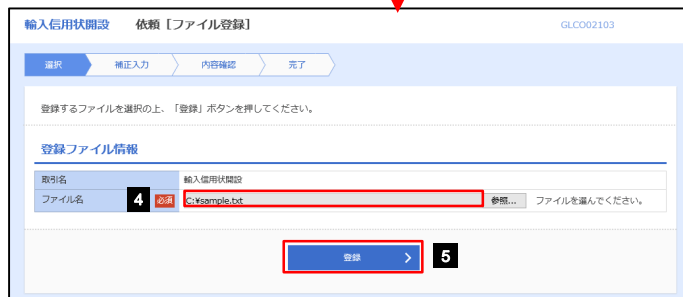 輸入信用状開設 依頼［ファイル登録］ GLCO02103
選択 補正入力 内容確認 完了
登録するファイルを選択の上、「登録」ボタンを押してください。
登録ファイル情報
取引名 輸入信用状開設
ファイル名 4 必須 C:¥sample.txt 参照... ファイルを選んでください。
登録 5